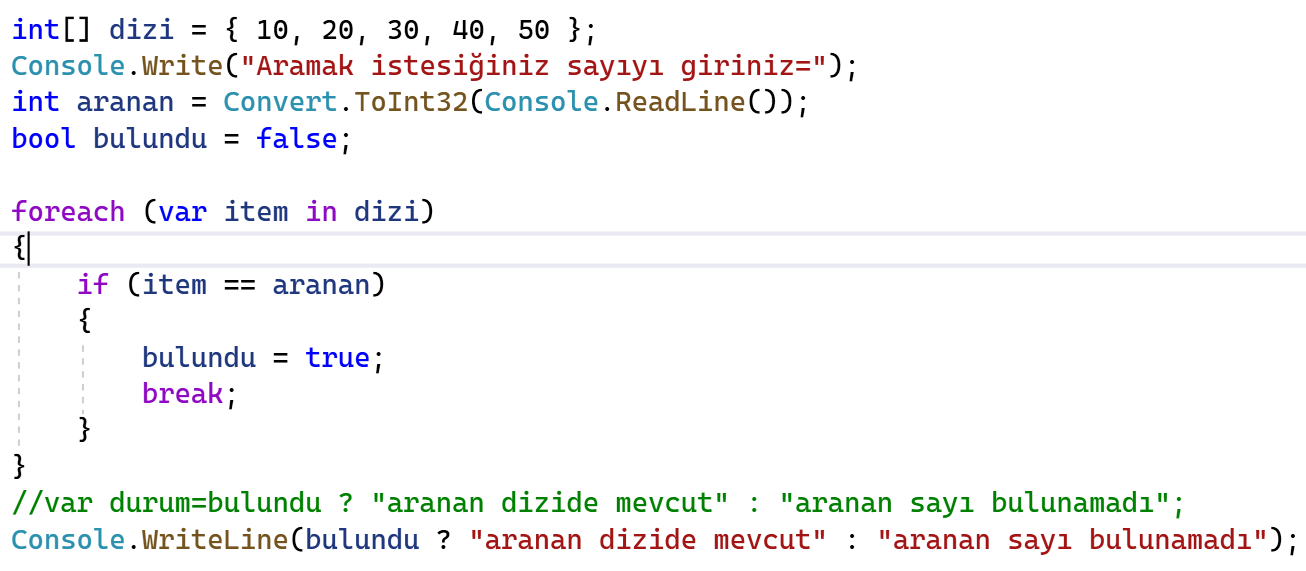 int[] dizi = { 10, 20, 30, 40, 50 };
Console.Write("Aramak istesiğiniz sayıyı giriniz=");
int aranan = Convert.ToInt32(Console.ReadLine());
bool bulundu = false;
foreach (var item in dizi)
{
    if (item == aranan)
    {
        bulundu = true;
        break;
    }
}
//var durum=bulundu ? "aranan dizide mevcut" : "aranan sayı bulunamadı";
Console.WriteLine(bulundu ? "aranan dizide mevcut" : "aranan sayı bulunamadı");